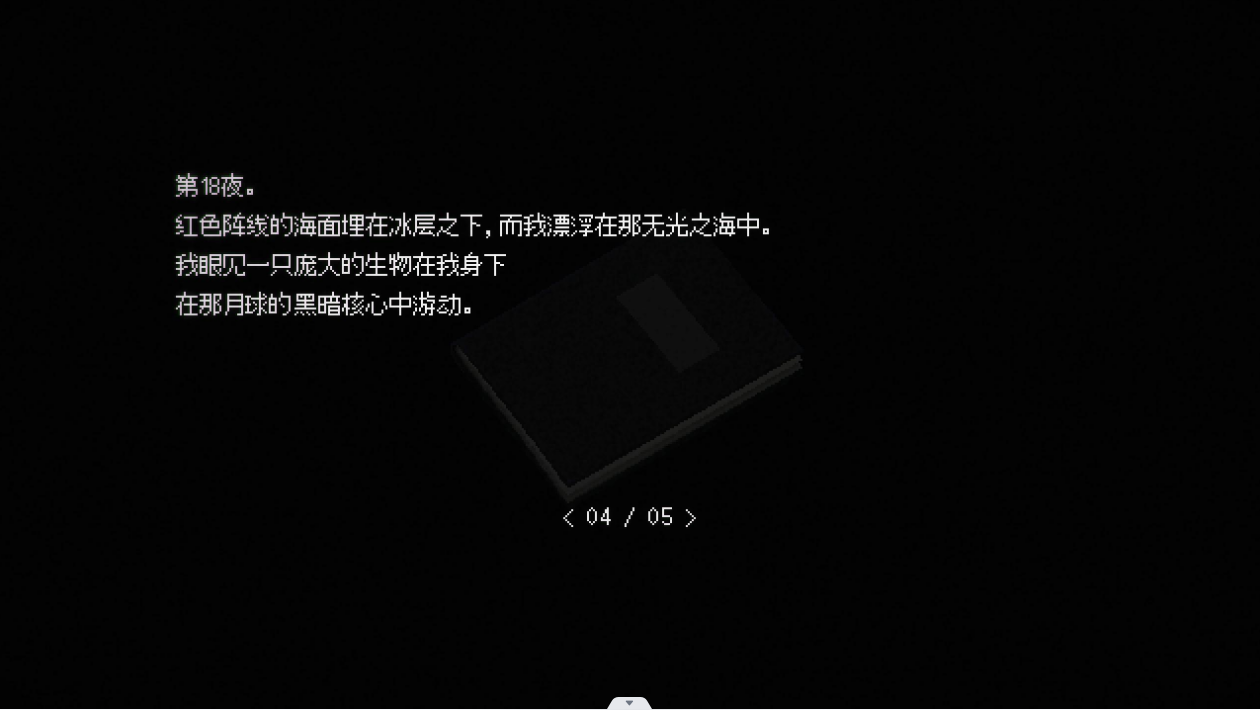 第18夜。
红色阵线的海面埋在冰层之下,而我漂浮在那无光之海中。
我眼见一只庞大的生物在我身下
在那月球的黑暗核心中游动。
< 04 / 05 >